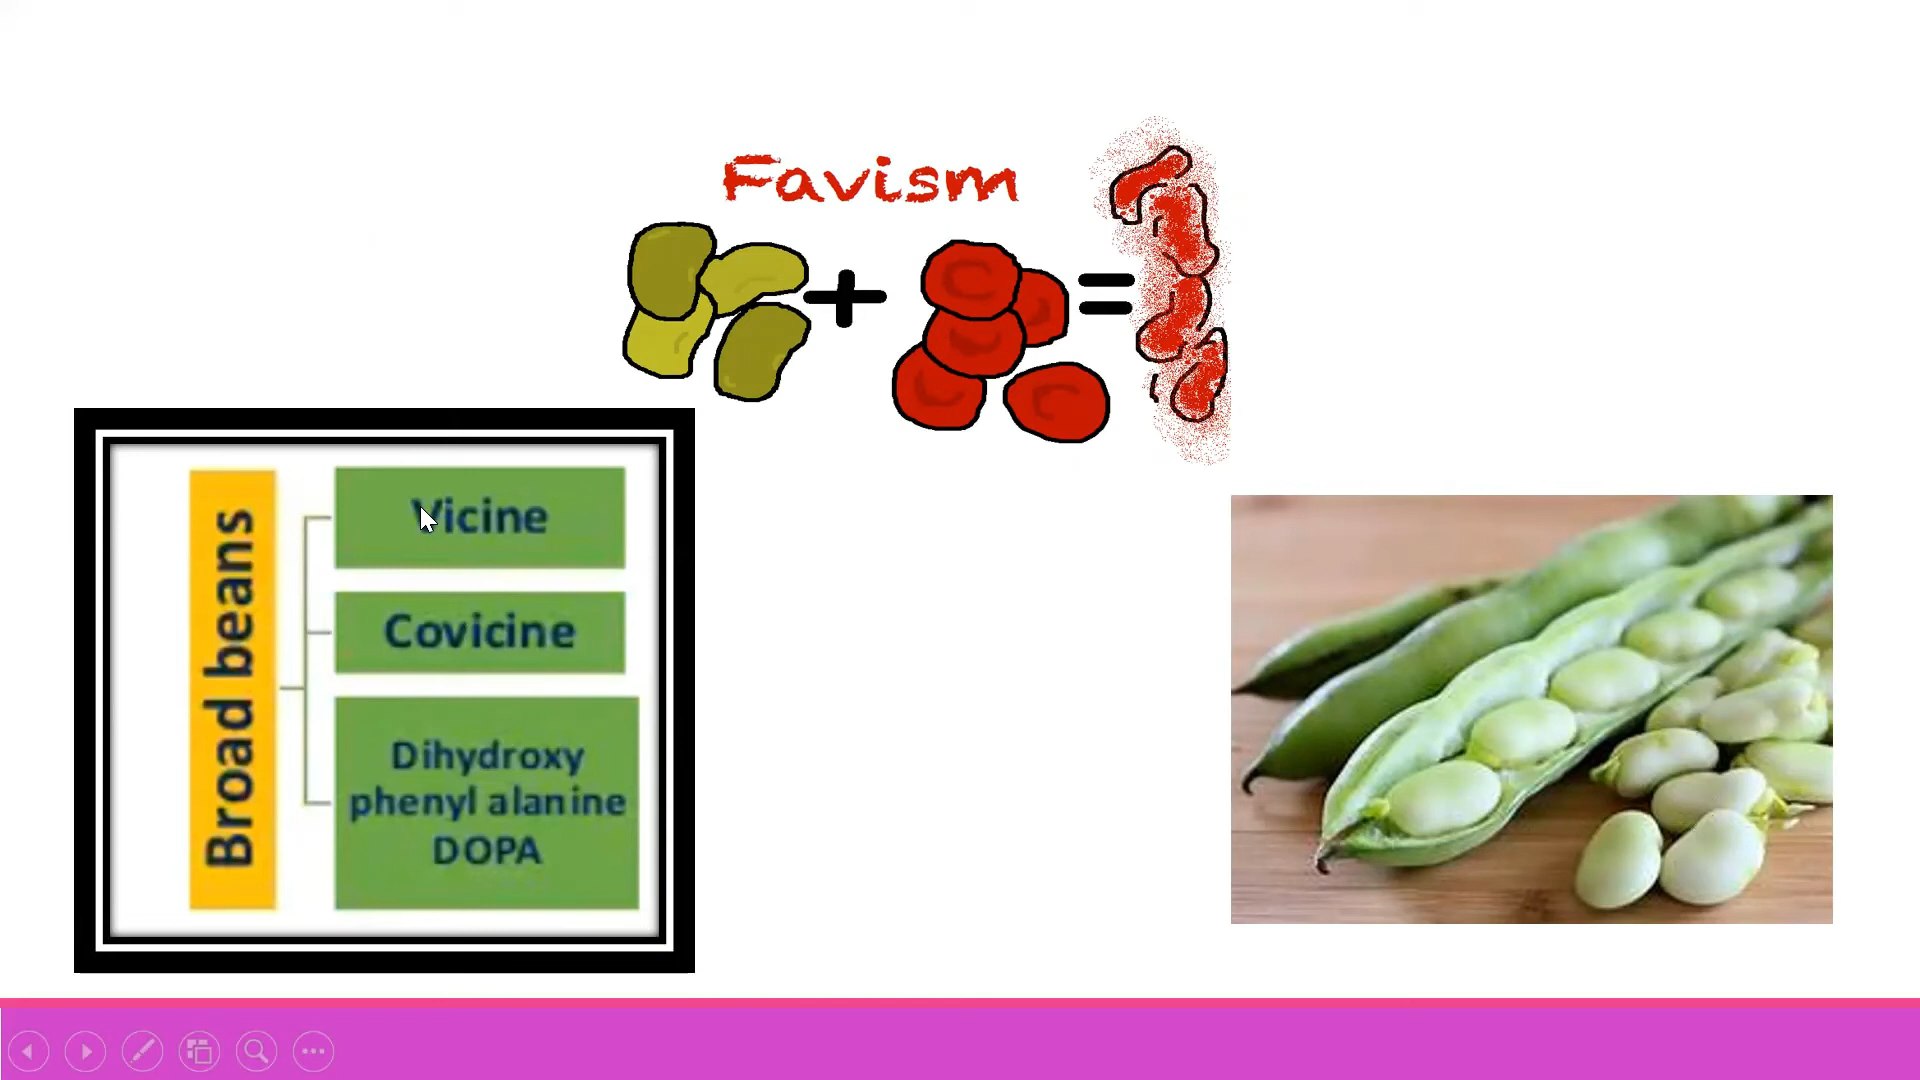 Favism
Broad beans
Vicine
Covicine
Dihydroxy
phenyl alanine
DOPA